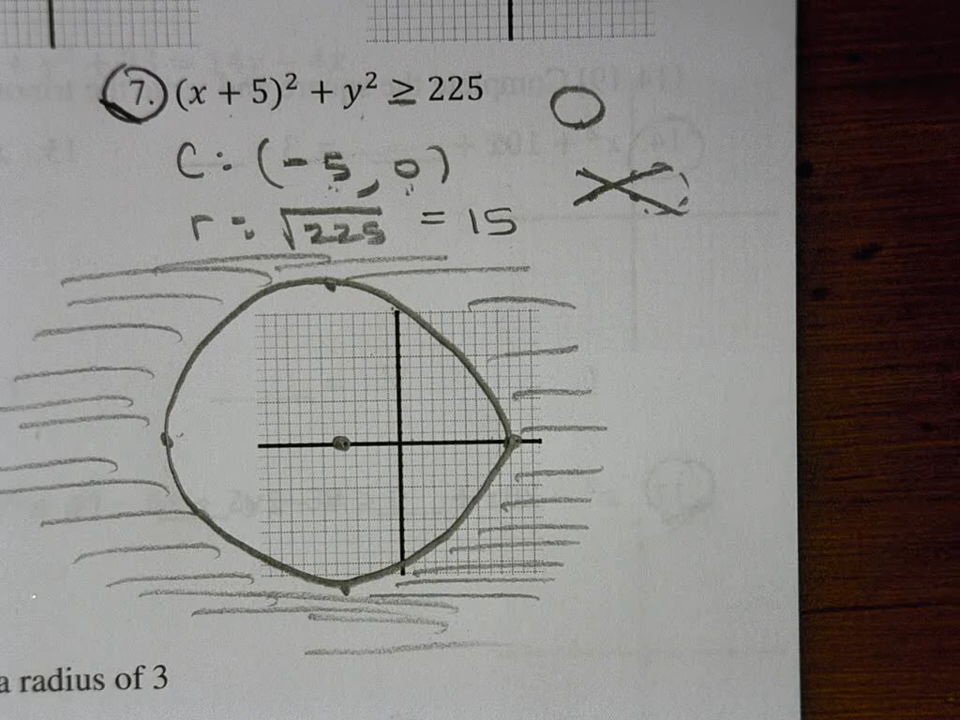 7. (x + 5)² + y² ≥ 225
C: (-5, 0)
r: √225 = 15
a radius of 3